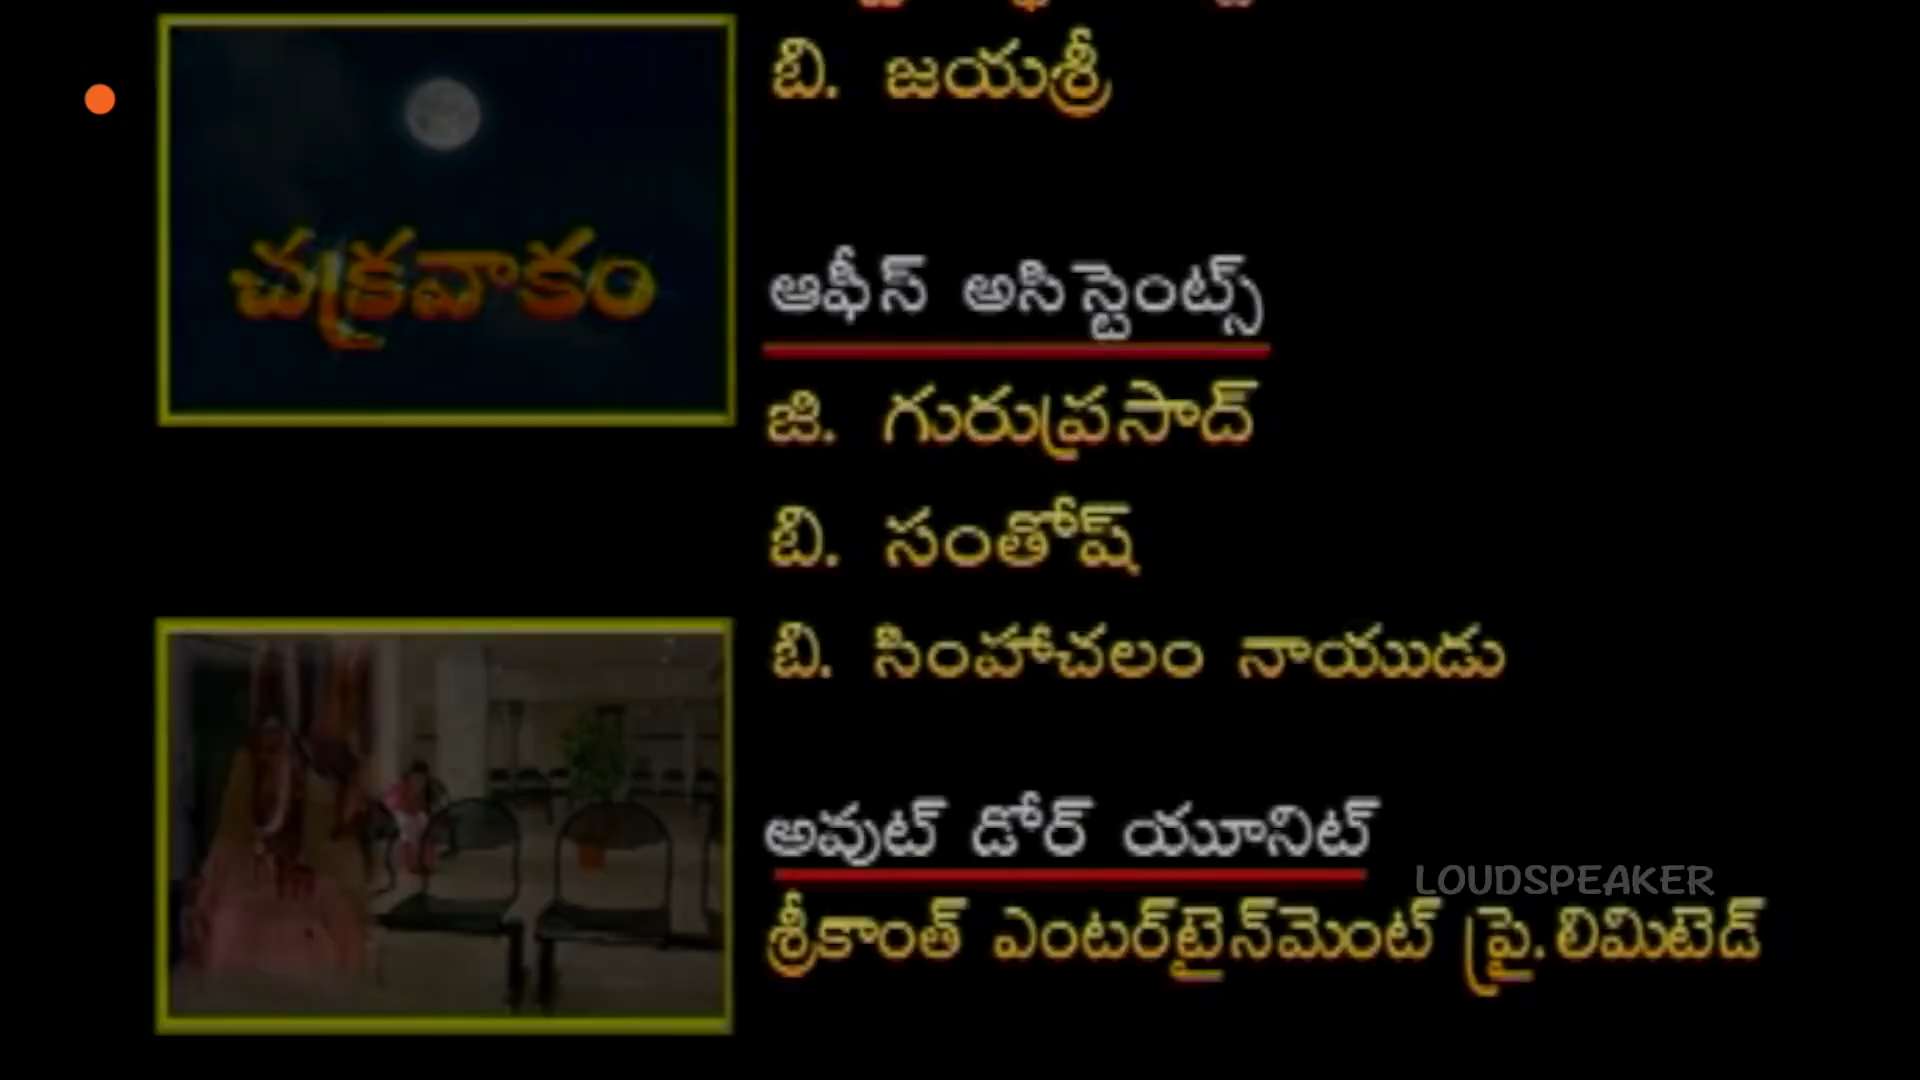 బి. జయశ్రీ
చక్రవాకం
ఆఫీస్ అసిస్టెంట్స్
జి. గురుప్రసాద్
బి. సంతోష్
బి. సింహాచలం నాయుడు
అవుట్ డోర్ యూనిట్
LOUDSPEAKER
శ్రీకాంత్ ఎంటర్‌టైన్‌మెంట్ ప్రై. లిమిటెడ్